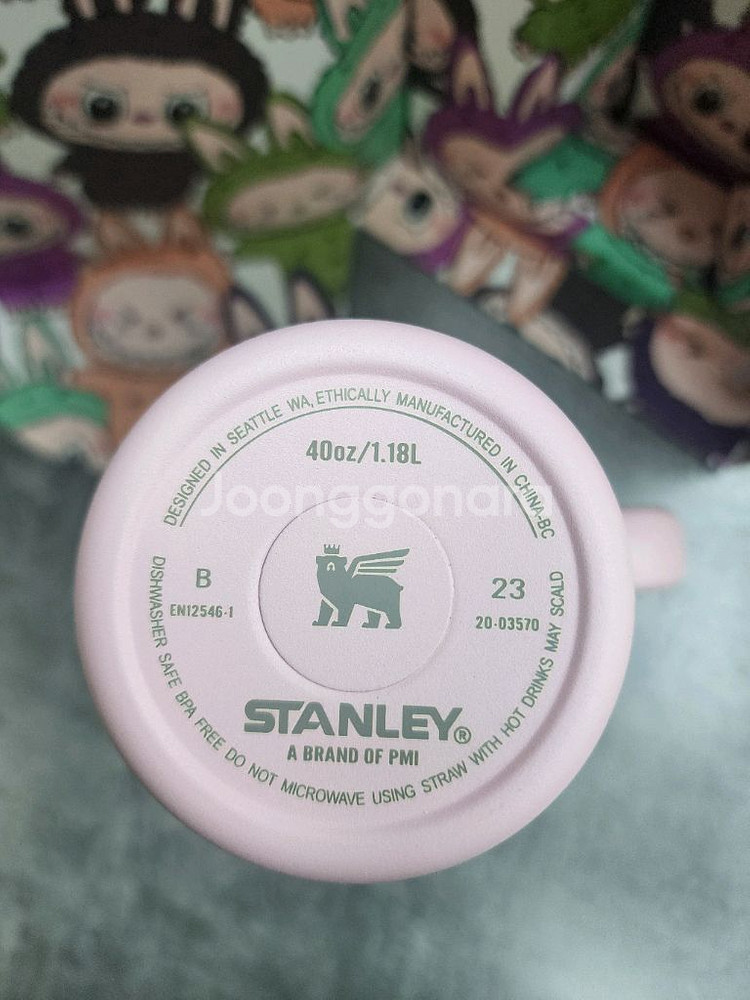 DESIGNED IN SEATTLE WA, ETHICALLY MANUFACTURED IN CHINA-BC
40oz/1.18L
Joonggonara
B
EN12546-1
23
20-03570
STANLEY®
A BRAND OF PMI
DISHWASHER SAFE BPA FREE DO NOT MICROWAVE USING STRAW WITH HOT DRINKS MAY SCALD